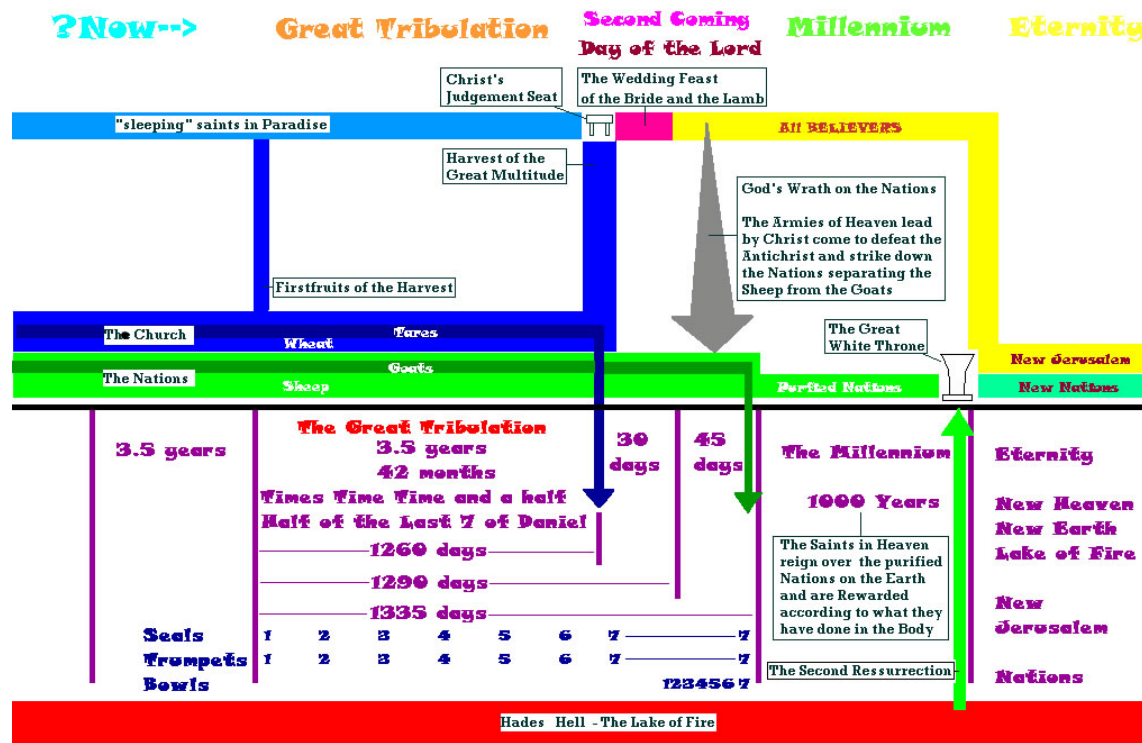 ?Now-->
Great Tribulation
Second Coming
Day of the Lord
Millennium
Eternity
Christ's
Judgement Seat
The Wedding Feast
of the Bride and the Lamb
"sleeping" saints in Paradise
All BELIEVERS
Harvest of the
Great Multitude
God's Wrath on the Nations
The Armies of Heaven lead
by Christ come to defeat the
Antichrist and strike down
the Nations separating the
Sheep from the Goats
Firstfruits of the Harvest
The Church
Tares
Wheat
The Great
White Throne
The Nations
Goats
Sheep
Purified Nations
New Jerusalem
New Nations
3.5 years
The Great Tribulation
3.5 years
42 months
Times Time Time and a half
Half of the Last 7 of Daniel
1260 days
1290 days
1335 days
30
days
45
days
The Millennium
1000 Years
The Saints in Heaven
reign over the purified
Nations on the Earth
and are Rewarded
according to what they
have done in the Body
Eternity
New Heaven
New Earth
Lake of Fire
New
Jerusalem
Nations
Seals 1 2 3 4 5 6 7 7
Trumpets 1 2 3 4 5 6 7 7
Bowls 123456 7
The Second Ressurrection
Hades Hell - The Lake of Fire